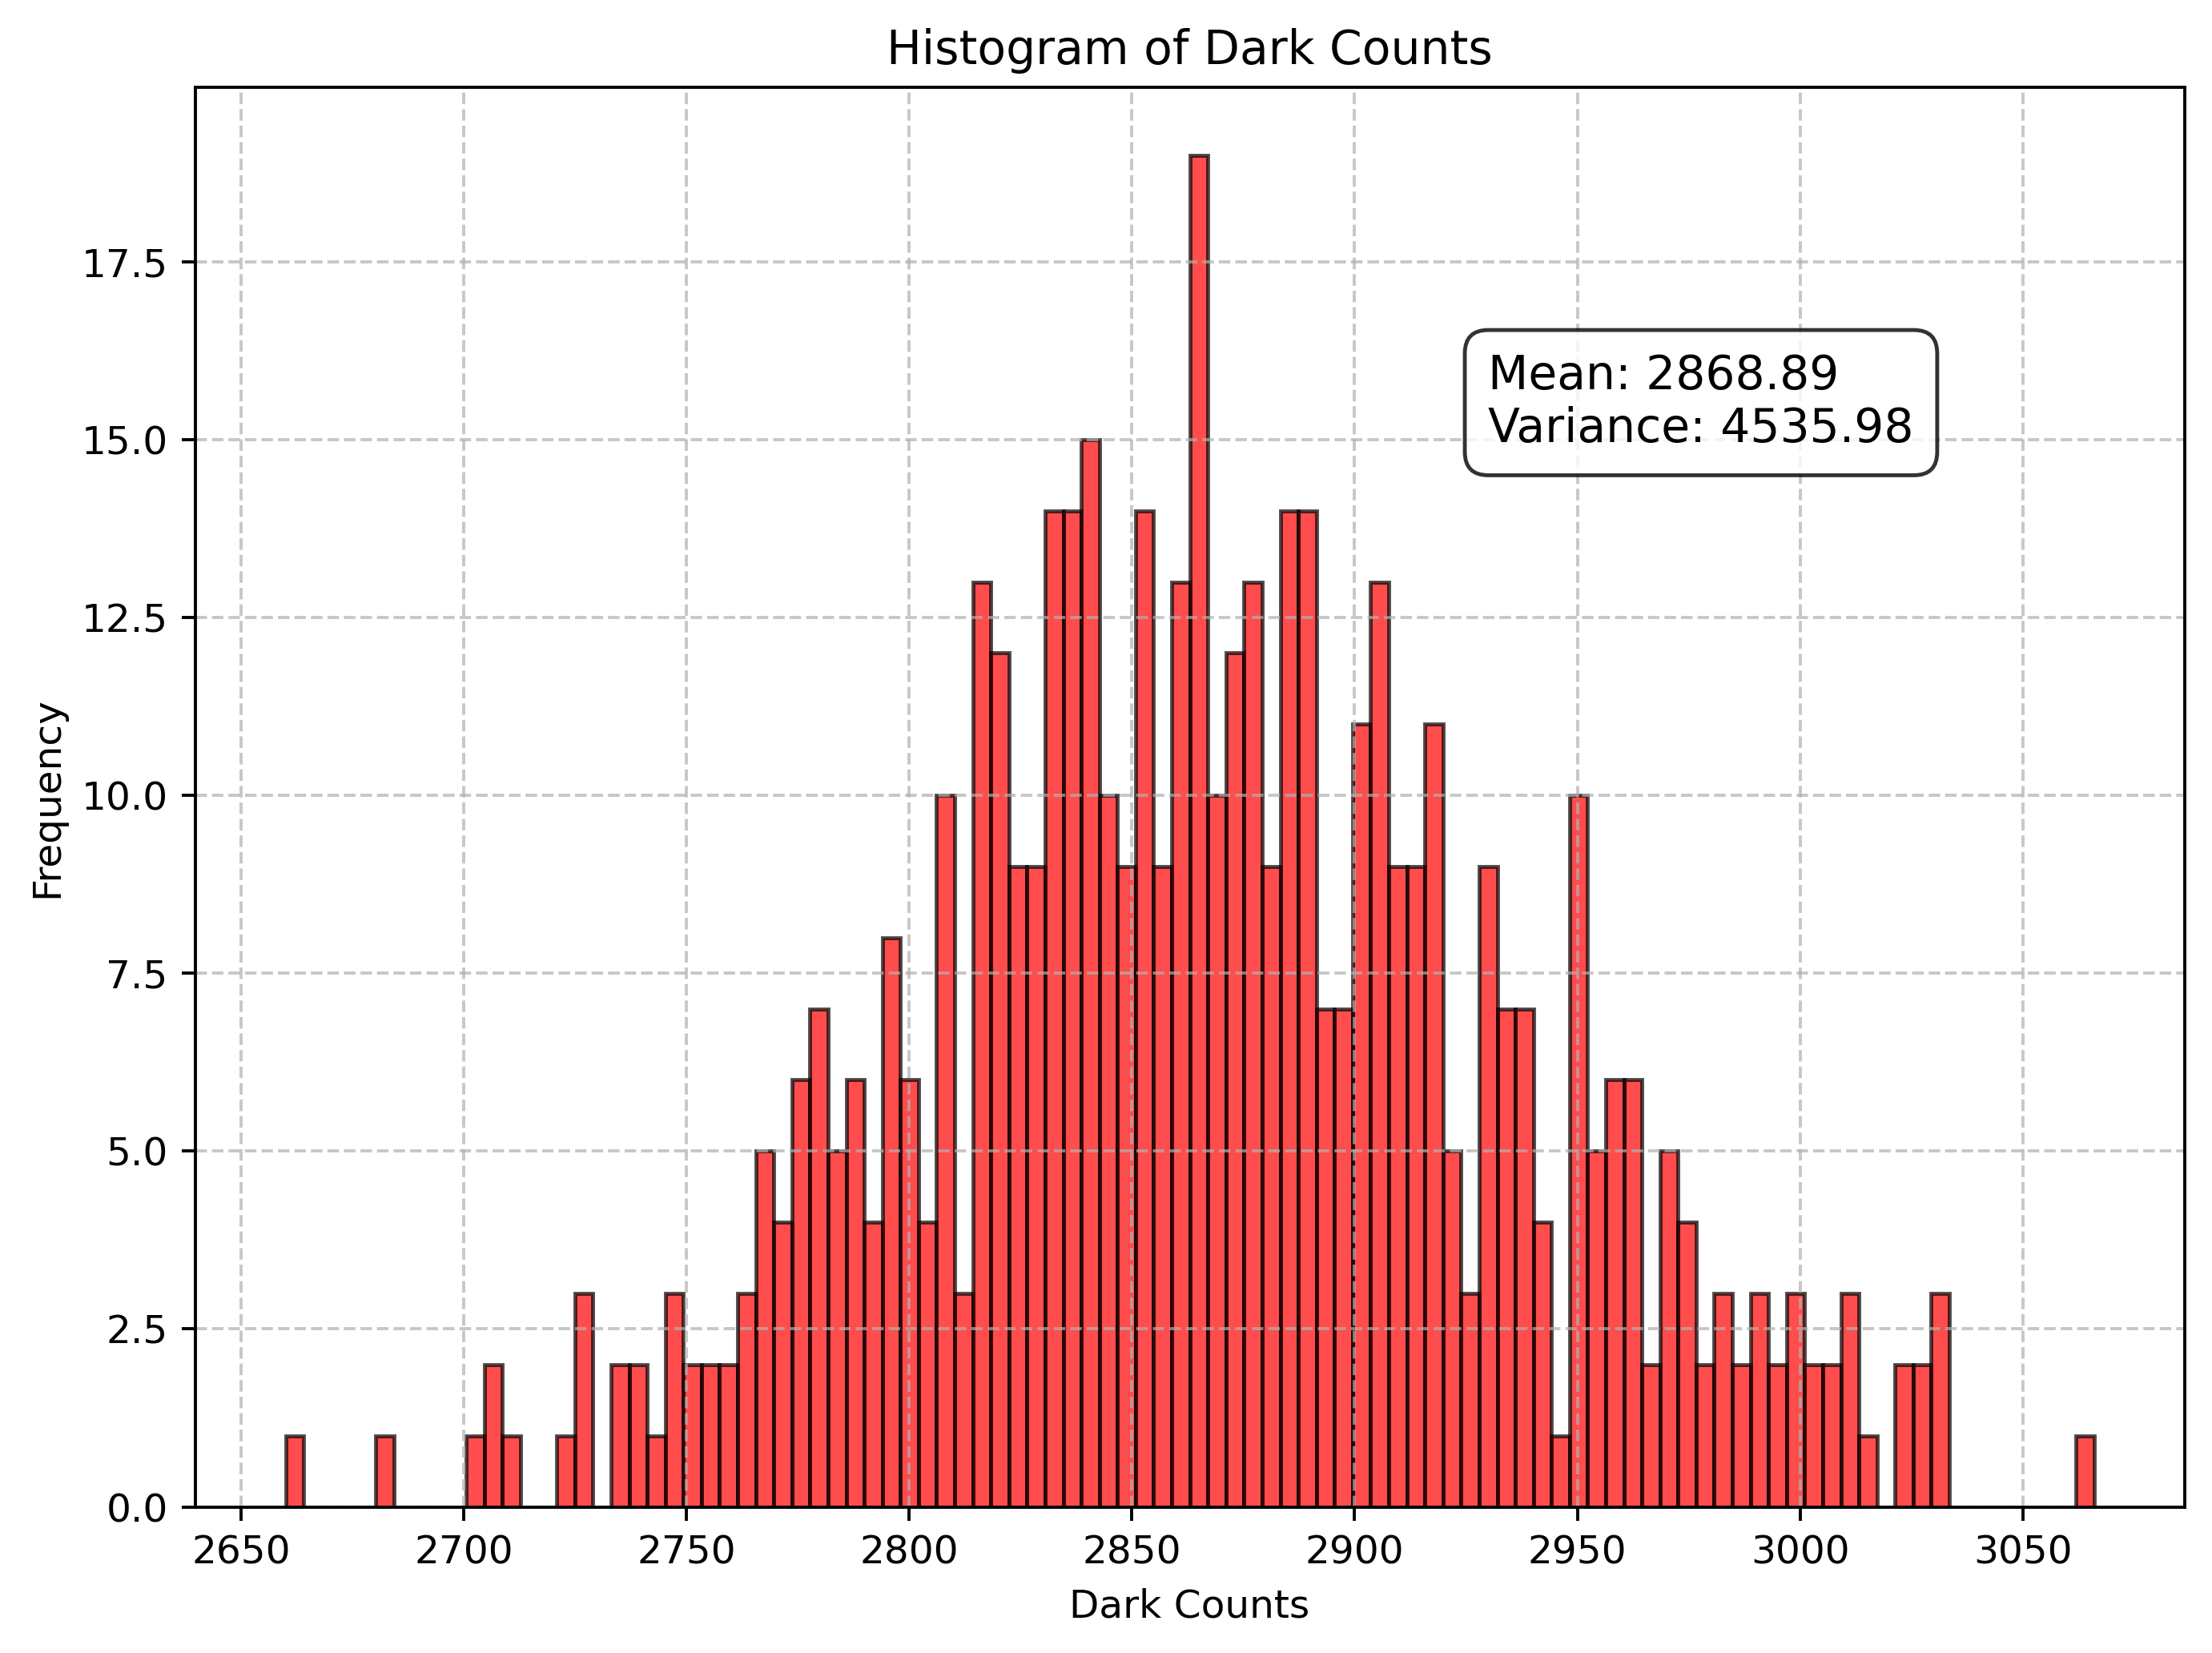 Histogram of Dark Counts
17.5
15.0
12.5
10.0
7.5
5.0
2.5
0.0
Frequency
Mean: 2868.89
Variance: 4535.98
2650 2700 2750 2800 2850 2900 2950 3000 3050
Dark Counts